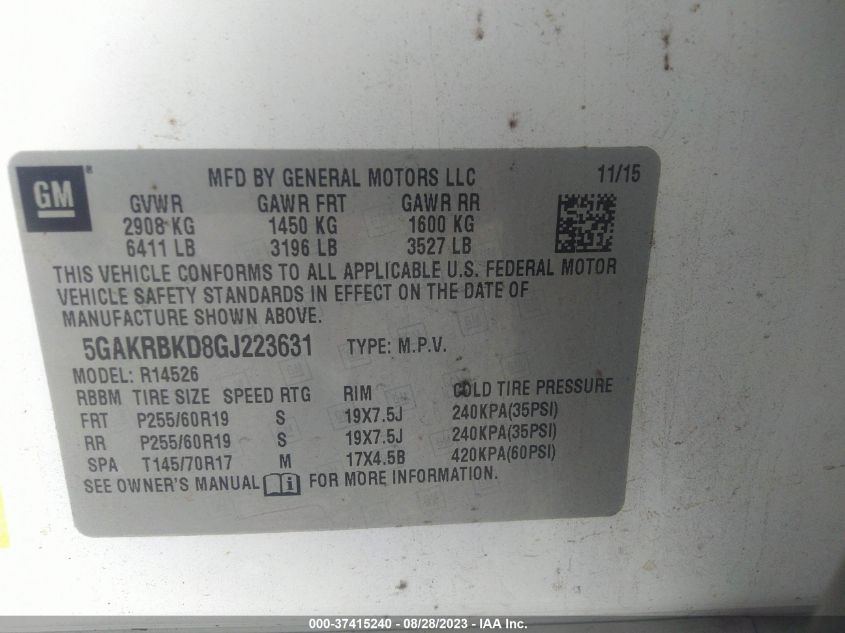 GM ® MFD BY GENERAL MOTORS LLC 11/15
GVWR GAWR FRT GAWR RR
2908 KG 1450 KG 1600 KG
6411 LB 3196 LB 3527 LB
THIS VEHICLE CONFORMS TO ALL APPLICABLE U.S. FEDERAL MOTOR
VEHICLE SAFETY STANDARDS IN EFFECT ON THE DATE OF
MANUFACTURE SHOWN ABOVE.
5GAKRBKD8GJ223631 TYPE: M.P.V.
MODEL: R14526
RBBM TIRE SIZE SPEED RTG RIM COLD TIRE PRESSURE
FRT P255/60R19 S 19X7.5J 240KPA(35PSI)
RR P255/60R19 S 19X7.5J 240KPA(35PSI)
SPA T145/70R17 M 17X4.5B 420KPA(60PSI)
SEE OWNER'S MANUAL i FOR MORE INFORMATION.
000-37415240 - 08/28/2023 - IAA Inc.